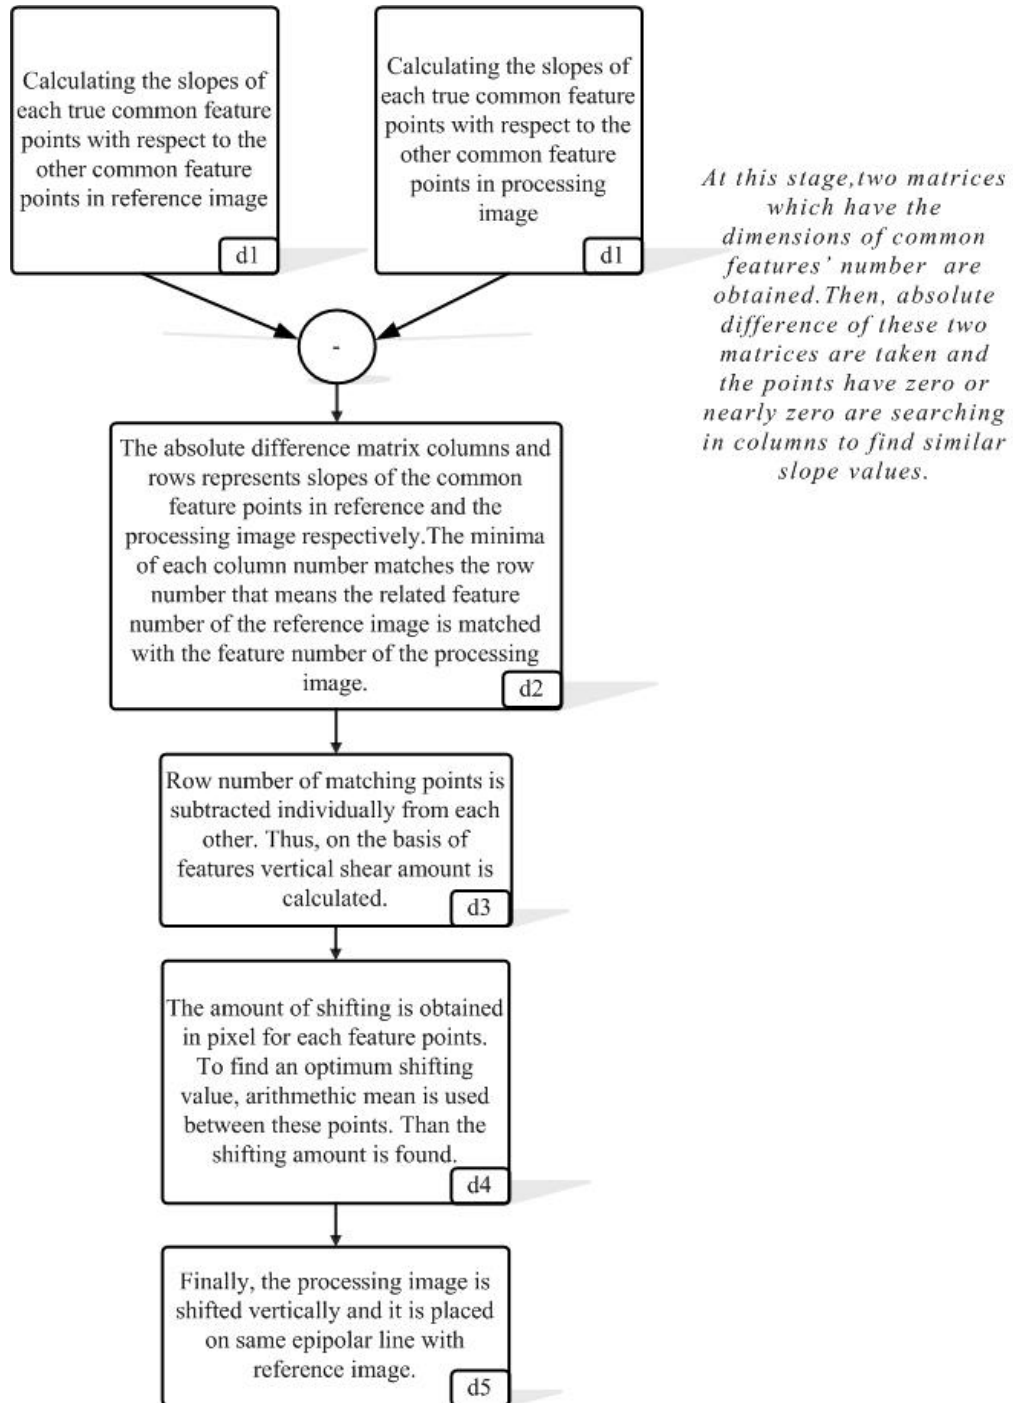 Calculating the slopes of
each true common feature
points with respect to the
other common feature
points in reference image
d1
Calculating the slopes of
each true common feature
points with respect to the
other common feature
points in processing
image
d1
At this stage,two matrices
which have the
dimensions of common
features’ number are
obtained.Then, absolute
difference of these two
matrices are taken and
the points have zero or
nearly zero are searching
in columns to find similar
slope values.
-
The absolute difference matrix columns and
rows represents slopes of the common
feature points in reference and the
processing image respectively.The minima
of each column number matches the row
number that means the related feature
number of the reference image is matched
with the feature number of the processing
image.
d2
Row number of matching points is
subtracted individually from each
other. Thus, on the basis of
features vertical shear amount is
calculated.
d3
The amount of shifting is obtained
in pixel for each feature points.
To find an optimum shifting
value, arithmethic mean is used
between these points. Than the
shifting amount is found.
d4
Finally, the processing image is
shifted vertically and it is placed
on same epipolar line with
reference image.
d5